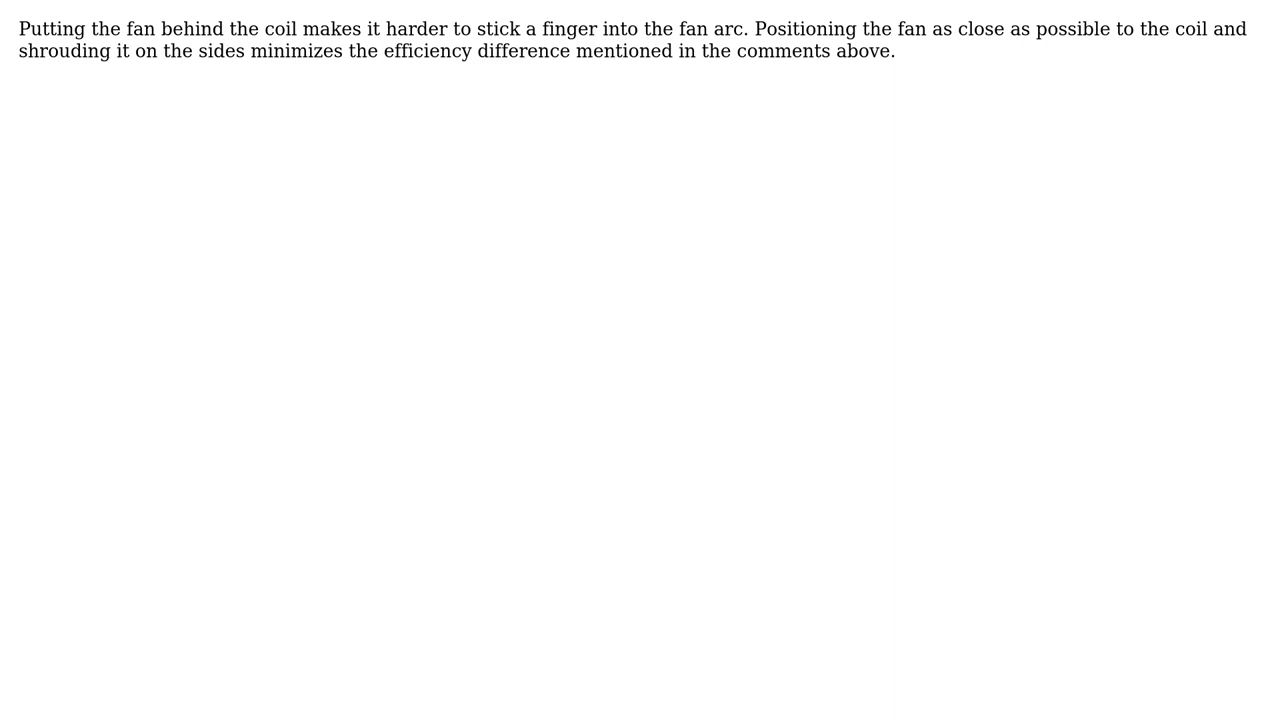 Putting the fan behind the coil makes it harder to stick a finger into the fan arc. Positioning the fan as close as possible to the coil and
shrouding it on the sides minimizes the efficiency difference mentioned in the comments above.